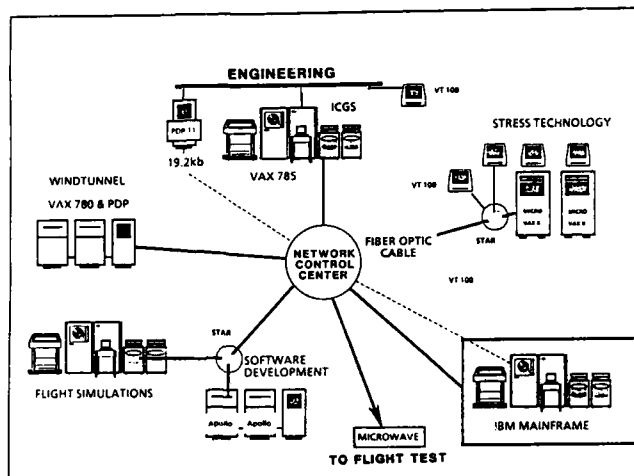 ENGINEERING
ICGS
VT 100
PDP 11
19.2kb
VAX 785
STRESS TECHNOLOGY
VT 100
MICRO
VAX II
MICRO
VAX II
STAR
FIBER OPTIC
CABLE
VT 100
WINDTUNNEL
VAX 780 & PDP
NETWORK
CONTROL
CENTER
STAR
SOFTWARE
DEVELOPMENT
FLIGHT SIMULATIONS
Apollo
Apollo
MICROWAVE
TO FLIGHT TEST
IBM MAINFRAME